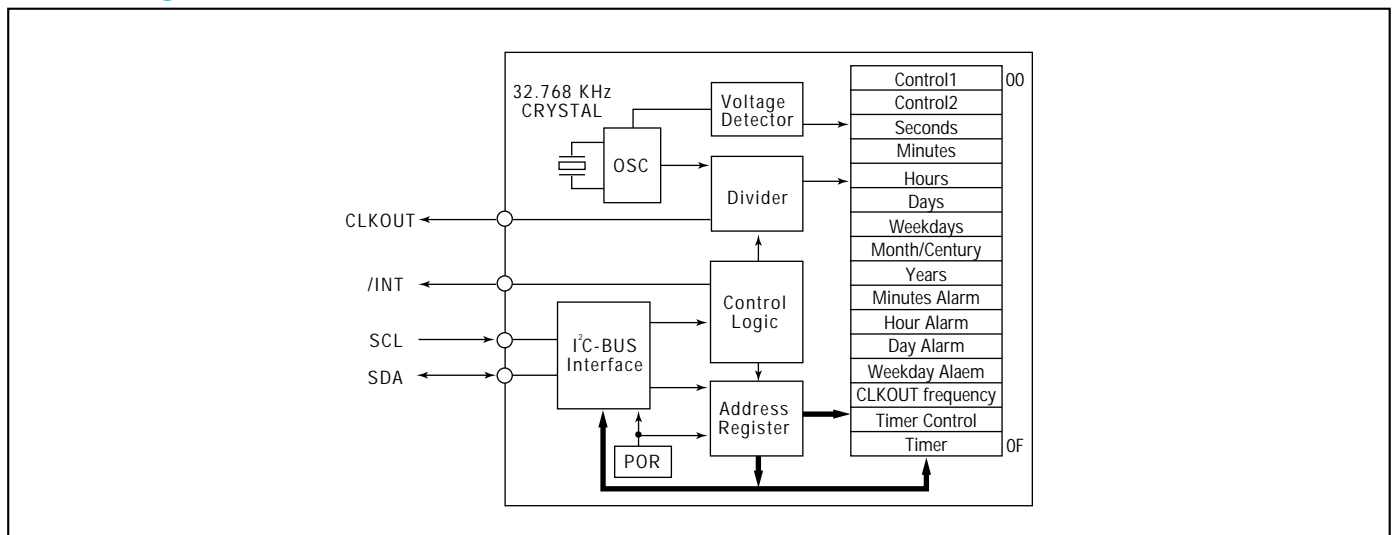 32.768 KHz
CRYSTAL
OSC
Voltage
Detector
Divider
CLKOUT
/INT
SCL
SDA
I²C-BUS
Interface
Control
Logic
Address
Register
POR
Control1 00
Control2
Seconds
Minutes
Hours
Days
Weekdays
Month/Century
Years
Minutes Alarm
Hour Alarm
Day Alarm
Weekday Alaem
CLKOUT frequency
Timer Control
Timer 0F